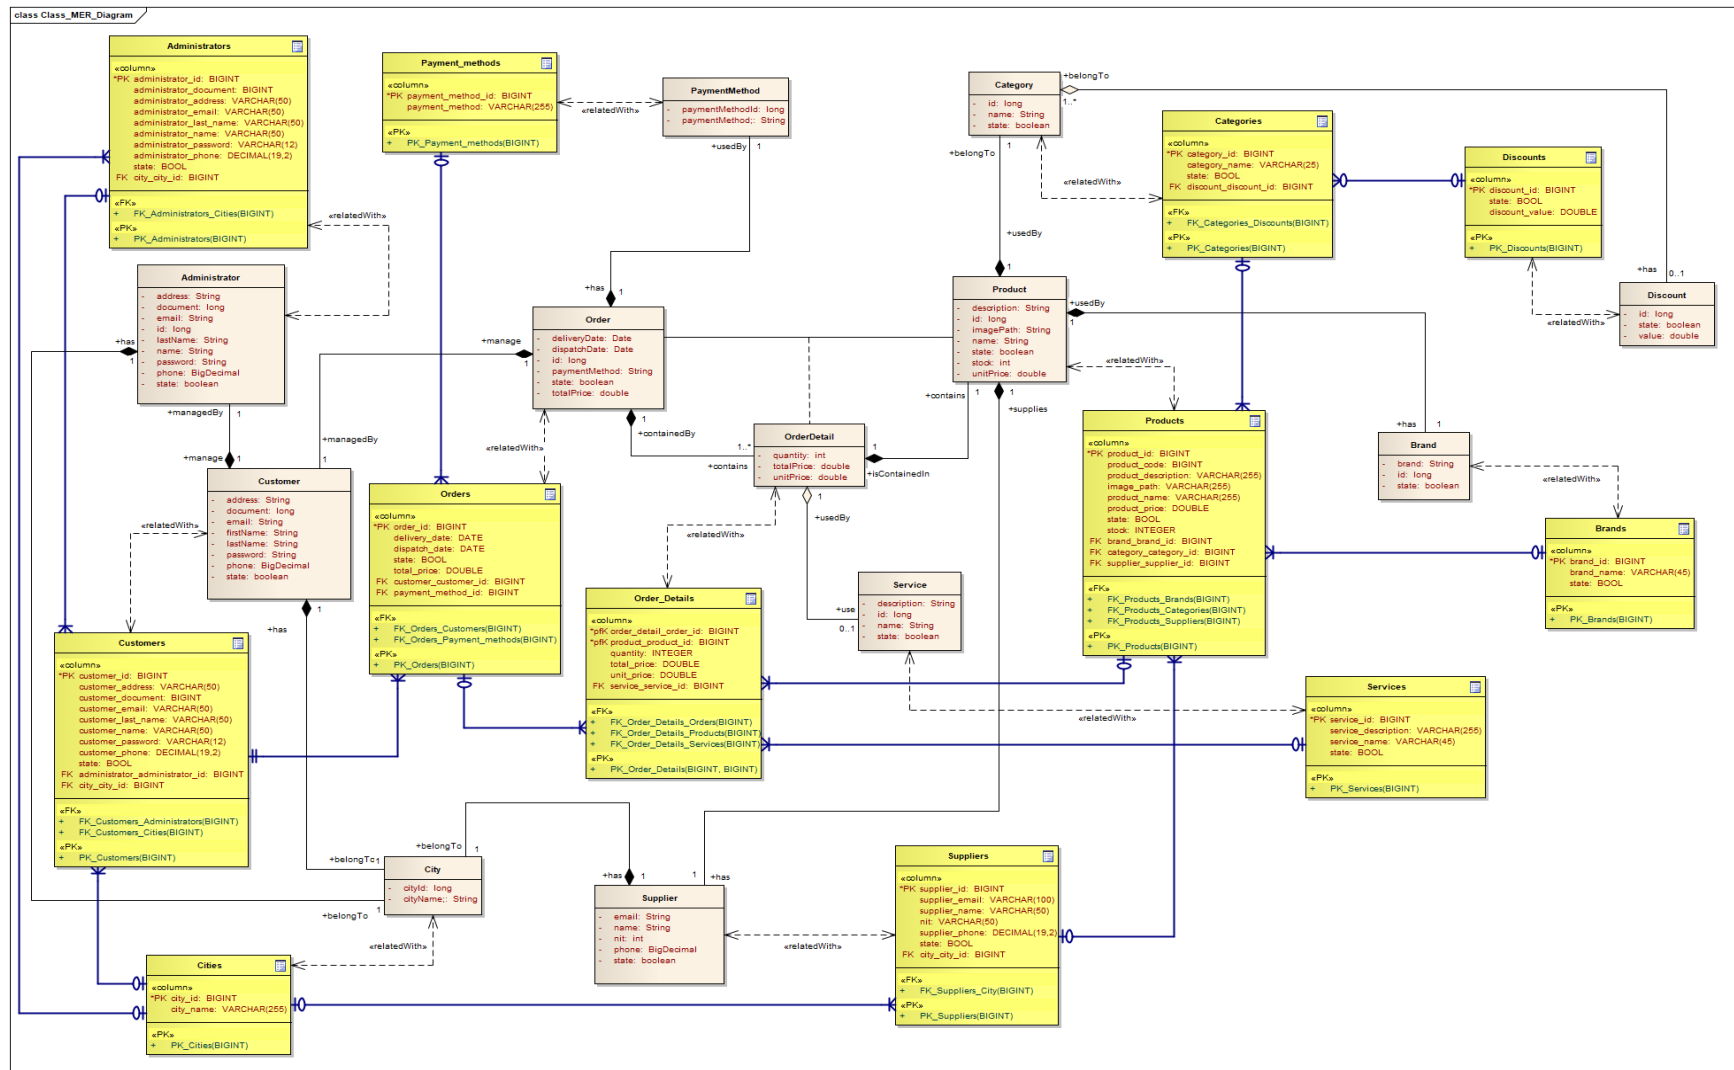 class Class_MER_Diagram
Administrators
«column»
*PK administrator_id: BIGINT
administrator_document: BIGINT
administrator_address: VARCHAR(50)
administrator_email: VARCHAR(50)
administrator_last_name: VARCHAR(50)
administrator_name: VARCHAR(50)
administrator_password: VARCHAR(12)
administrator_phone: DECIMAL(19,2)
state: BOOL
FK city_city_id: BIGINT
«FK»
+ FK_Administrators_Cities(BIGINT)
«PK»
+ PK_Administrators(BIGINT)
Payment_methods
«column»
*PK payment_method_id: BIGINT
payment_method: VARCHAR(255)
«PK»
+ PK_Payment_methods(BIGINT)
«relatedWith»
PaymentMethod
- paymentMethodId: long
- paymentMethod;: String
+usedBy
1
Category
- id: long
- name: String
- state: boolean
+belongTo
1..*
+belongTo
1
«relatedWith»
Categories
«column»
*PK category_id: BIGINT
category_name: VARCHAR(25)
state: BOOL
FK discount_discount_id: BIGINT
«FK»
+ FK_Categories_Discounts(BIGINT)
«PK»
+ PK_Categories(BIGINT)
Discounts
«column»
*PK discount_id: BIGINT
state: BOOL
discount_value: DOUBLE
«PK»
+ PK_Discounts(BIGINT)
+has
0..1
«relatedWith»
Discount
- id: long
- state: boolean
- value: double
«relatedWith»
Administrator
- address: String
- document: long
- email: String
- id: long
- lastName: String
- name: String
- password: String
- phone: BigDecimal
- state: boolean
+has
1
+managedBy
1
+has
1
Order
- deliveryDate: Date
- dispatchDate: Date
- id: long
- paymentMethod: String
- state: boolean
- totalPrice: double
+manage
1
+usedBy
1
Product
- description: String
- id: long
- imagePath: String
- name: String
- state: boolean
- stock: int
- unitPrice: double
+usedBy
1
«relatedWith»
+contains
1
1
+supplies
+containedBy
1
«relatedWith»
1..*
+contains
OrderDetail
- quantity: int
- totalPrice: double
- unitPrice: double
1
+isContainedIn
1
+usedBy
«relatedWith»
Products
«column»
*PK product_id: BIGINT
product_code: BIGINT
product_description: VARCHAR(255)
image_path: VARCHAR(255)
product_name: VARCHAR(255)
product_price: DOUBLE
state: BOOL
stock: INTEGER
FK brand_brand_id: BIGINT
FK category_category_id: BIGINT
FK supplier_supplier_id: BIGINT
«FK»
+ FK_Products_Brands(BIGINT)
+ FK_Products_Categories(BIGINT)
+ FK_Products_Suppliers(BIGINT)
«PK»
+ PK_Products(BIGINT)
+has
1
Brand
- brand: String
- id: long
- state: boolean
«relatedWith»
Brands
«column»
*PK brand_id: BIGINT
brand_name: VARCHAR(45)
state: BOOL
«PK»
+ PK_Brands(BIGINT)
+manage
1
+managedBy
1
Customer
- address: String
- document: long
- email: String
- firstName: String
- lastName: String
- password: String
- phone: BigDecimal
- state: boolean
«relatedWith»
1
+has
Orders
«column»
*PK order_id: BIGINT
delivery_date: DATE
dispatch_date: DATE
state: BOOL
total_price: DOUBLE
FK customer_customer_id: BIGINT
FK payment_method_id: BIGINT
«FK»
+ FK_Orders_Customers(BIGINT)
+ FK_Orders_Payment_methods(BIGINT)
«PK»
+ PK_Orders(BIGINT)
Order_Details
«column»
*pfK order_detail_order_id: BIGINT
*pfK product_product_id: BIGINT
quantity: INTEGER
total_price: DOUBLE
unit_price: DOUBLE
FK service_service_id: BIGINT
«FK»
+ FK_Order_Details_Orders(BIGINT)
+ FK_Order_Details_Products(BIGINT)
+ FK_Order_Details_Services(BIGINT)
«PK»
+ PK_Order_Details(BIGINT, BIGINT)
+use
0..1
Service
- description: String
- id: long
- name: String
- state: boolean
«relatedWith»
Services
«column»
*PK service_id: BIGINT
service_description: VARCHAR(255)
service_name: VARCHAR(45)
state: BOOL
«PK»
+ PK_Services(BIGINT)
Customers
«column»
*PK customer_id: BIGINT
customer_address: VARCHAR(50)
customer_document: BIGINT
customer_email: VARCHAR(50)
customer_last_name: VARCHAR(50)
customer_name: VARCHAR(50)
customer_password: VARCHAR(12)
customer_phone: DECIMAL(19,2)
state: BOOL
FK administrator_administrator_id: BIGINT
FK city_city_id: BIGINT
«FK»
+ FK_Customers_Administrators(BIGINT)
+ FK_Customers_Cities(BIGINT)
«PK»
+ PK_Customers(BIGINT)
+belongTo
1
+belongTo
1
City
- cityId: long
- cityName;: String
1
+belongTo
«relatedWith»
+has
1
1
+has
Supplier
- email: String
- name: String
- nit: int
- phone: BigDecimal
- state: boolean
«relatedWith»
Suppliers
«column»
*PK supplier_id: BIGINT
supplier_email: VARCHAR(100)
supplier_name: VARCHAR(50)
nit: VARCHAR(50)
supplier_phone: DECIMAL(19,2)
state: BOOL
FK city_city_id: BIGINT
«FK»
+ FK_Suppliers_City(BIGINT)
«PK»
+ PK_Suppliers(BIGINT)
Cities
«column»
*PK city_id: BIGINT
city_name: VARCHAR(255)
«PK»
+ PK_Cities(BIGINT)